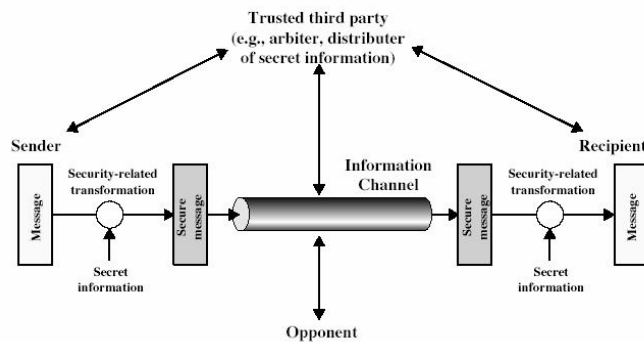 Trusted third party
(e.g., arbiter, distributer
of secret information)
Sender
Recipient
Security-related
transformation
Information
Channel
Security-related
transformation
Message
Secure
message
Secure
message
Message
Secret
information
Secret
information
Opponent